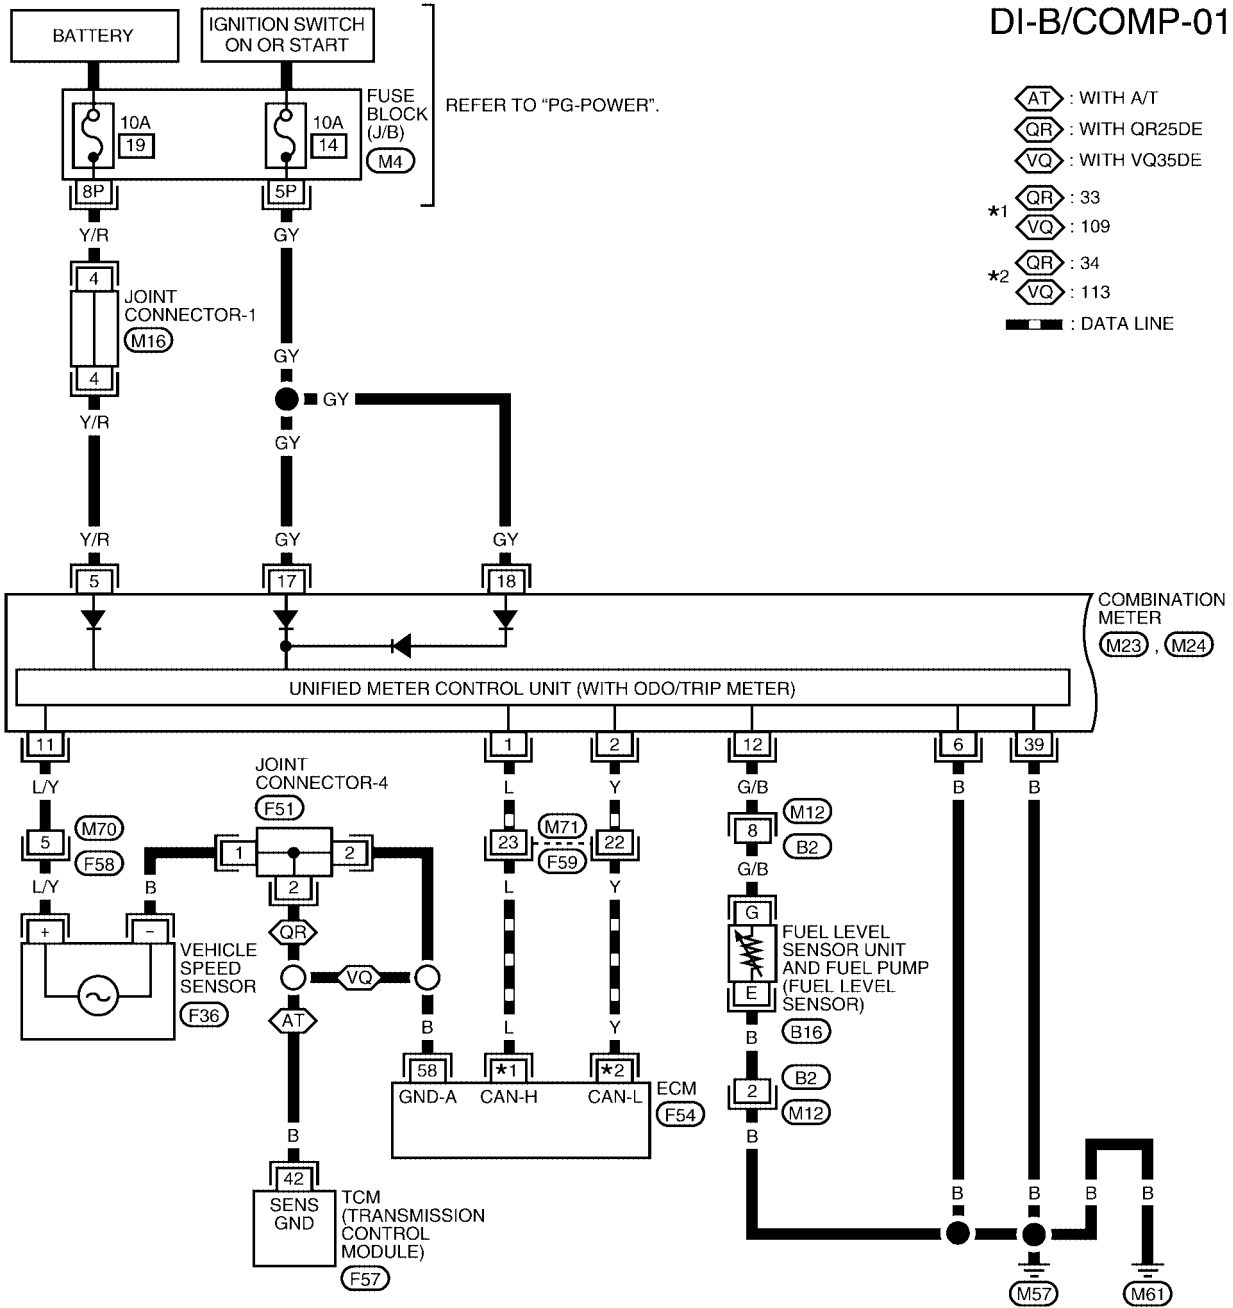 DI-B/COMP-01
BATTERY
IGNITION SWITCH
ON OR START
FUSE
BLOCK
(J/B)
M4
REFER TO "PG-POWER".
10A
19
10A
14
8P
5P
AT : WITH A/T
QR : WITH QR25DE
VQ : WITH VQ35DE
*1
QR : 33
VQ : 109
*2
QR : 34
VQ : 113
: DATA LINE
Y/R
GY
4
JOINT
CONNECTOR-1
M16
4
GY
GY
Y/R
GY
Y/R
GY
GY
5
17
18
COMBINATION
METER
M23 , M24
UNIFIED METER CONTROL UNIT (WITH ODO/TRIP METER)
11
1
2
12
6
39
L/Y
JOINT
CONNECTOR-4
F51
L
Y
G/B
B
B
5
M70
F58
1
2
2
23
M71
F59
22
8
M12
B2
L/Y
B
L
Y
G/B
+
−
VEHICLE
SPEED
SENSOR
F36
QR
VQ
AT
G
E
FUEL LEVEL
SENSOR UNIT
AND FUEL PUMP
(FUEL LEVEL
SENSOR)
B16
B
L
Y
B
58
*1
*2
GND-A
CAN-H
CAN-L
ECM
F54
2
B2
M12
B
B
42
SENS
GND
TCM
(TRANSMISSION
CONTROL
MODULE)
F57
B
B
B
B
M57
M61